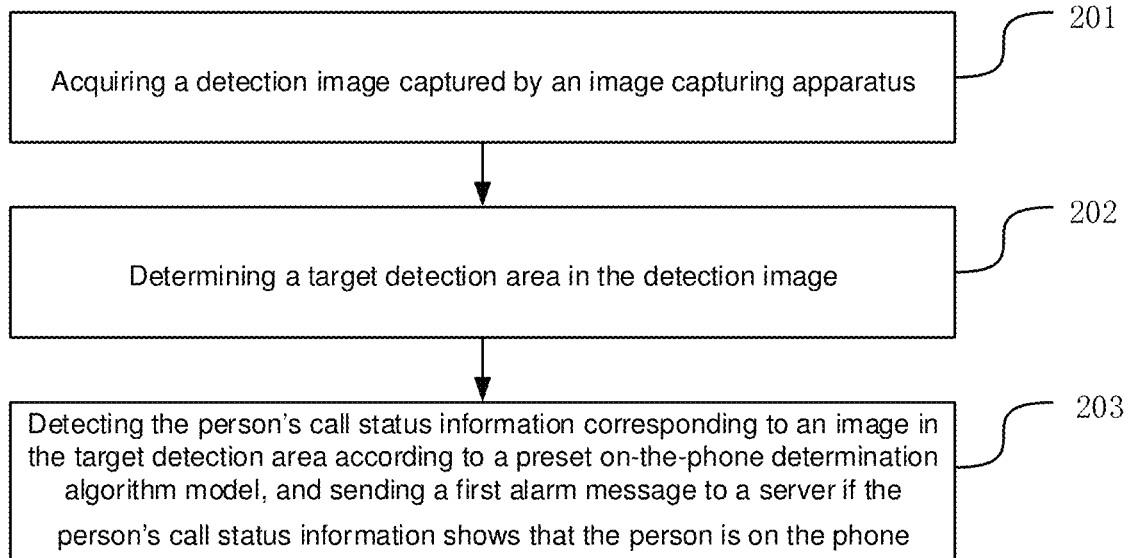 201
Acquiring a detection image captured by an image capturing apparatus
202
Determining a target detection area in the detection image
203
Detecting the person's call status information corresponding to an image in
the target detection area according to a preset on-the-phone determination
algorithm model, and sending a first alarm message to a server if the
person's call status information shows that the person is on the phone